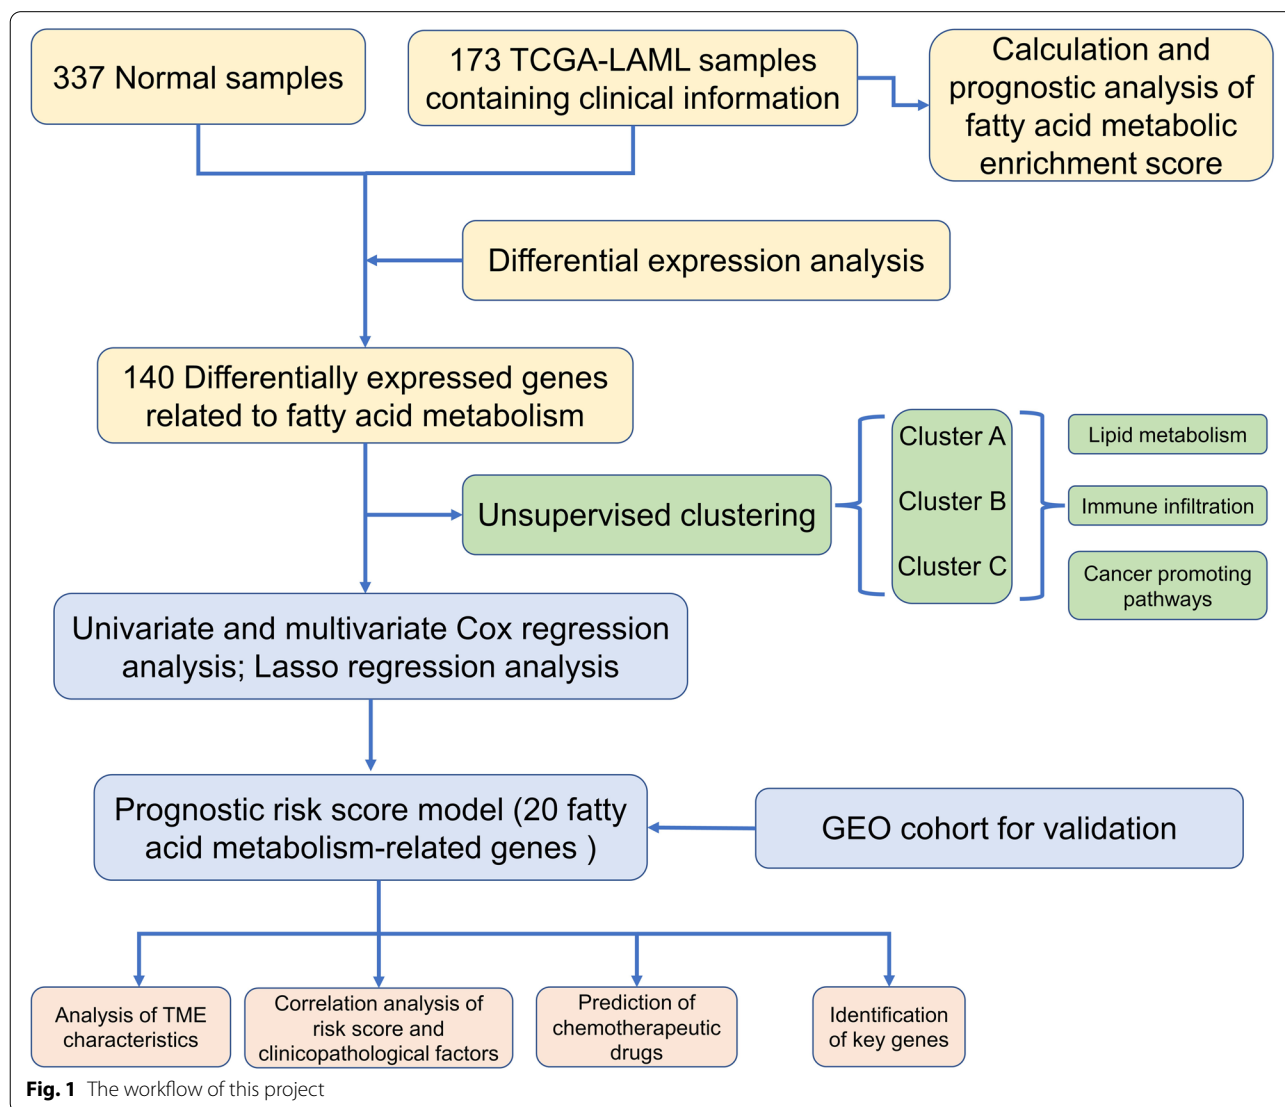 337 Normal samples
173 TCGA-LAML samples
containing clinical information
Calculation and
prognostic analysis of
fatty acid metabolic
enrichment score
Differential expression analysis
140 Differentially expressed genes
related to fatty acid metabolism
Unsupervised clustering
Cluster A
Cluster B
Cluster C
Lipid metabolism
Immune infiltration
Cancer promoting
pathways
Univariate and multivariate Cox regression
analysis; Lasso regression analysis
Prognostic risk score model (20 fatty
acid metabolism-related genes )
GEO cohort for validation
Analysis of TME
characteristics
Correlation analysis of
risk score and
clinicopathological factors
Prediction of
chemotherapeutic
drugs
Identification
of key genes
Fig. 1 The workflow of this project